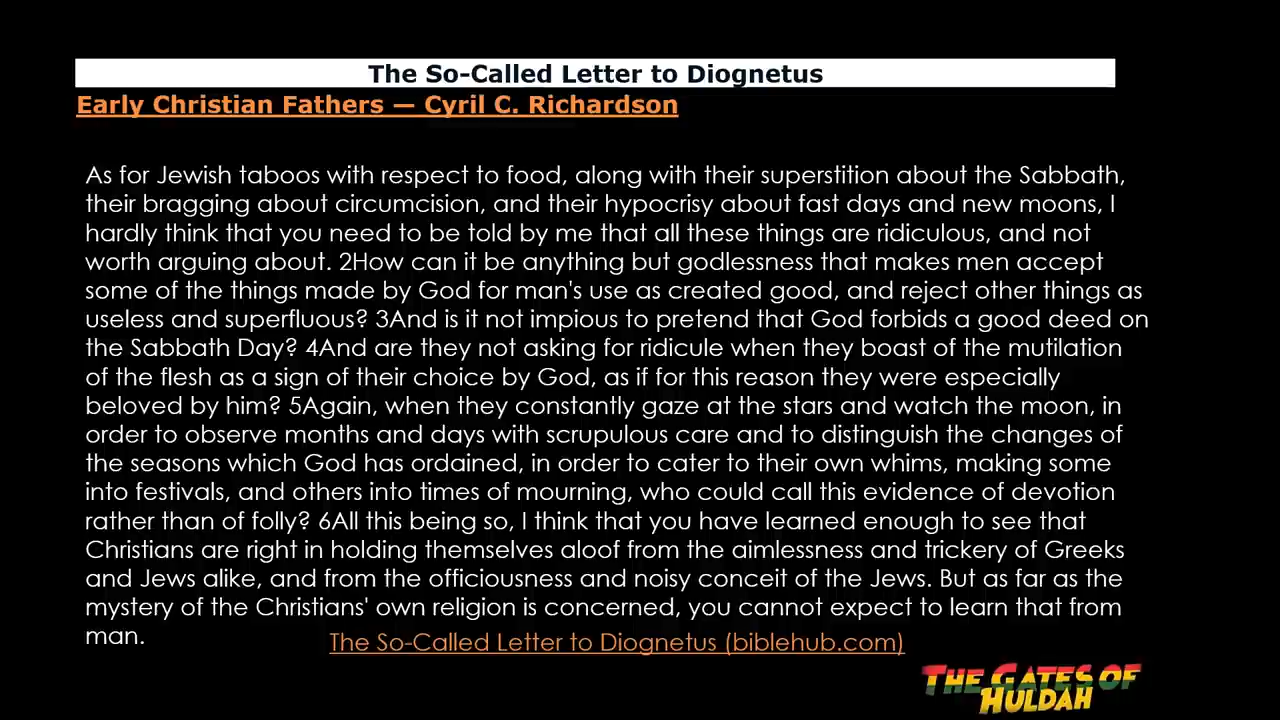 The So-Called Letter to Diognetus
Early Christian Fathers — Cyril C. Richardson
As for Jewish taboos with respect to food, along with their superstition about the Sabbath,
their bragging about circumcision, and their hypocrisy about fast days and new moons, I
hardly think that you need to be told by me that all these things are ridiculous, and not
worth arguing about. 2How can it be anything but godlessness that makes men accept
some of the things made by God for man's use as created good, and reject other things as
useless and superfluous? 3And is it not impious to pretend that God forbids a good deed on
the Sabbath Day? 4And are they not asking for ridicule when they boast of the mutilation
of the flesh as a sign of their choice by God, as if for this reason they were especially
beloved by him? 5Again, when they constantly gaze at the stars and watch the moon, in
order to observe months and days with scrupulous care and to distinguish the changes of
the seasons which God has ordained, in order to cater to their own whims, making some
into festivals, and others into times of mourning, who could call this evidence of devotion
rather than of folly? 6All this being so, I think that you have learned enough to see that
Christians are right in holding themselves aloof from the aimlessness and trickery of Greeks
and Jews alike, and from the officiousness and noisy conceit of the Jews. But as far as the
mystery of the Christians' own religion is concerned, you cannot expect to learn that from
man.
The So-Called Letter to Diognetus (biblehub.com)
THE GATES OF
HULDAH